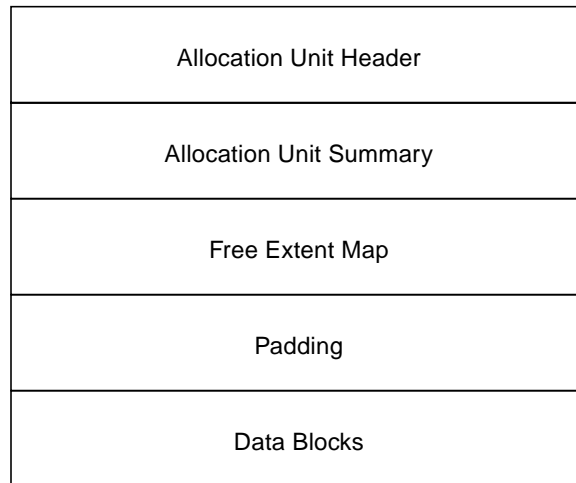 Allocation Unit Header
Allocation Unit Summary
Free Extent Map
Padding
Data Blocks